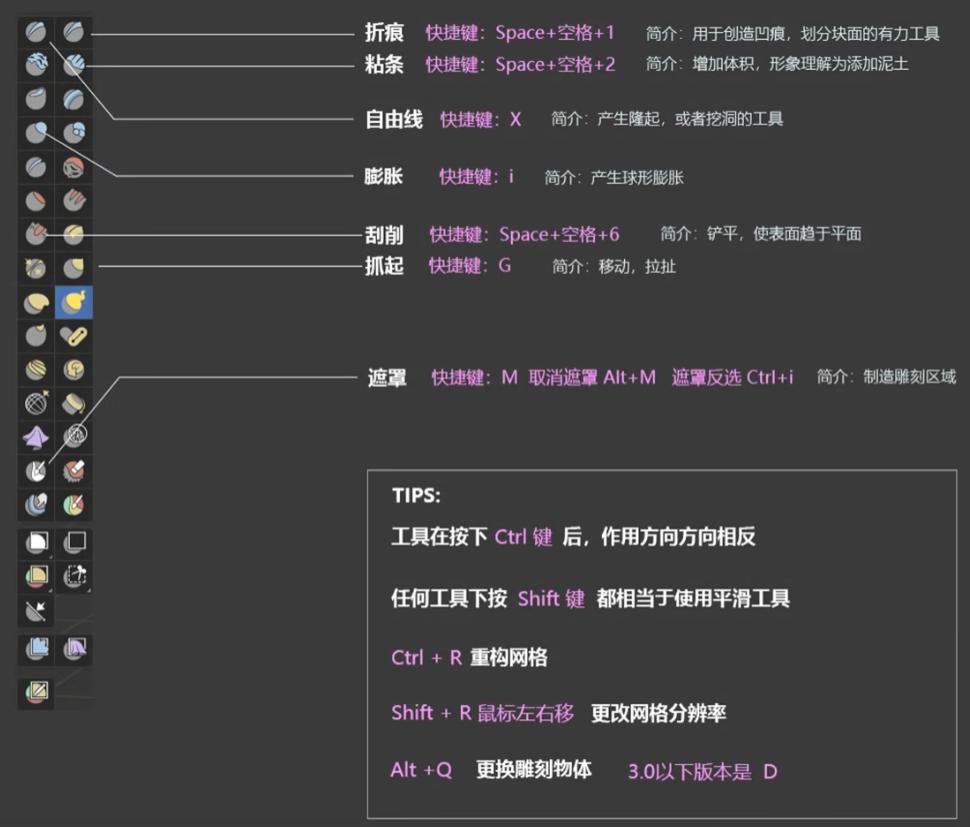 折痕 快捷键：Space+空格+1 简介：用于创造凹痕，划分块面的有力工具
粘条 快捷键：Space+空格+2 简介：增加体积，形象理解为添加泥土
自由线 快捷键：X 简介：产生隆起，或者挖洞的工具
膨胀 快捷键：i 简介：产生球形膨胀
刮削 快捷键：Space+空格+6 简介：铲平，使表面趋于平面
抓起 快捷键：G 简介：移动，拉扯
遮罩 快捷键：M 取消遮罩 Alt+M 遮罩反选 Ctrl+i 简介：制造雕刻区域
TIPS:
工具在按下 Ctrl 键 后，作用方向方向相反
任何工具下按 Shift 键 都相当于使用平滑工具
Ctrl + R 重构网格
Shift + R 鼠标左右移 更改网格分辨率
Alt +Q 更换雕刻物体 3.0以下版本是 D